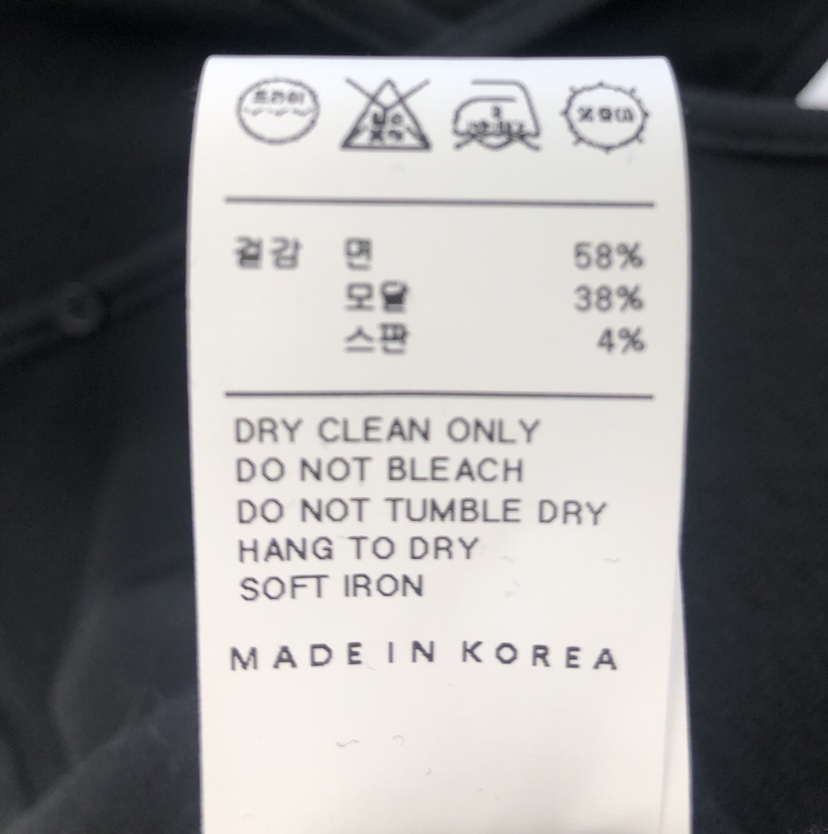 드라이
걸감 면 58%
모달 38%
스판 4%
DRY CLEAN ONLY
DO NOT BLEACH
DO NOT TUMBLE DRY
HANG TO DRY
SOFT IRON
MADE IN KOREA